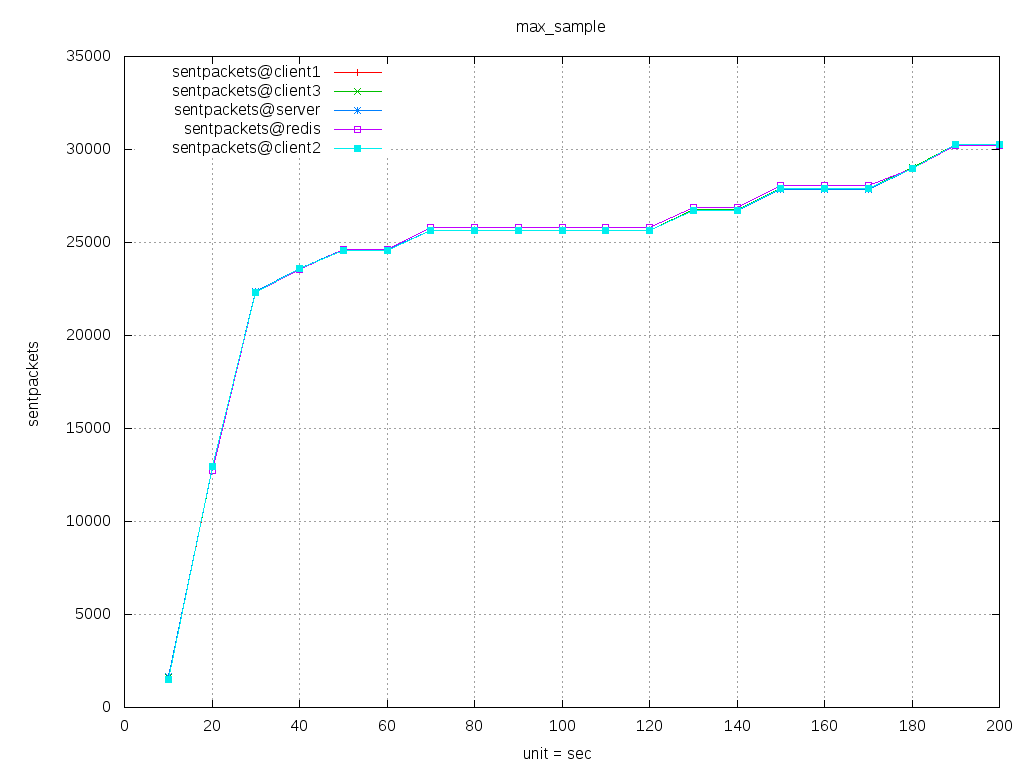 max_sample
35000
30000
25000
20000
15000
10000
5000
0
sentpackets
sentpackets@client1
sentpackets@client3
sentpackets@server
sentpackets@redis
sentpackets@client2
0 20 40 60 80 100 120 140 160 180 200
unit = sec